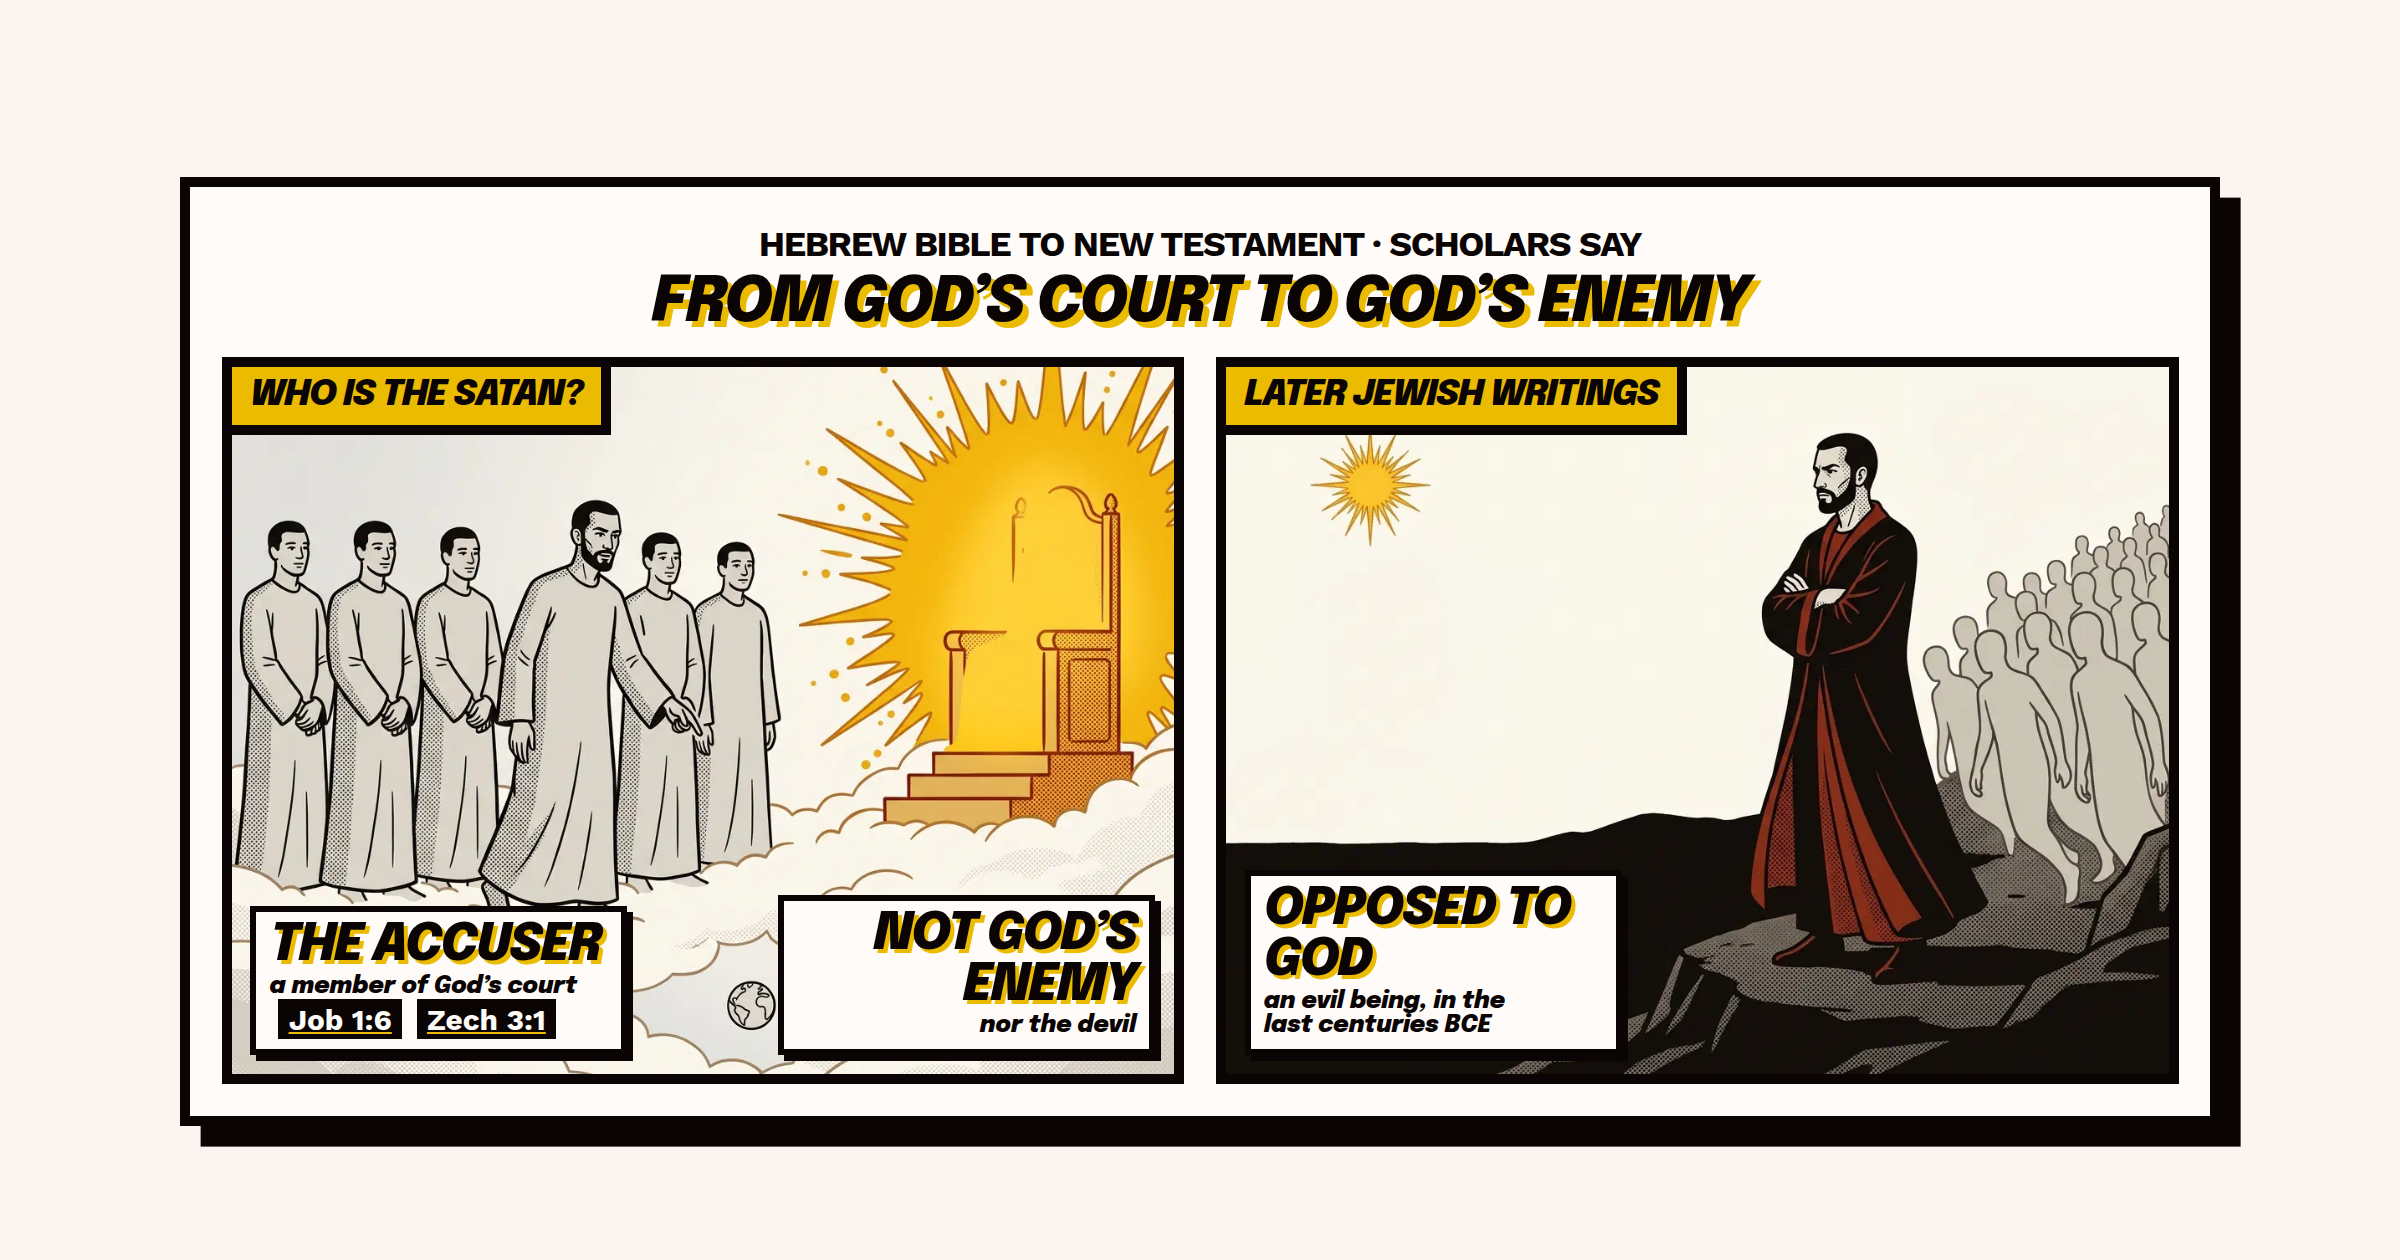 HEBREW BIBLE TO NEW TESTAMENT · SCHOLARS SAY
FROM GOD’S COURT TO GOD’S ENEMY
WHO IS THE SATAN?
THE ACCUSER
a member of God’s court
Job 1:6 Zech 3:1
NOT GOD’S
ENEMY
nor the devil
LATER JEWISH WRITINGS
OPPOSED TO
GOD
an evil being, in the
last centuries BCE